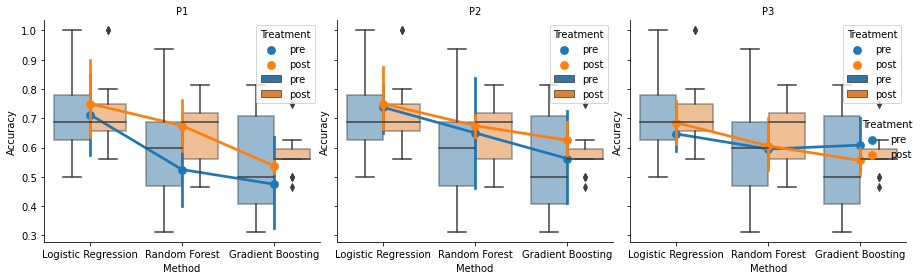 P1
P2
P3
Accuracy
1.0
0.9
0.8
0.7
0.6
0.5
0.4
0.3
Treatment
pre
post
pre
post
Logistic Regression Random Forest Gradient Boosting
Method
Accuracy
Treatment
pre
post
pre
post
Logistic Regression Random Forest Gradient Boosting
Method
Accuracy
Treatment
pre
post
pre
post
Treatment
pre
post
Logistic Regression Random Forest Gradient Boosting
Method